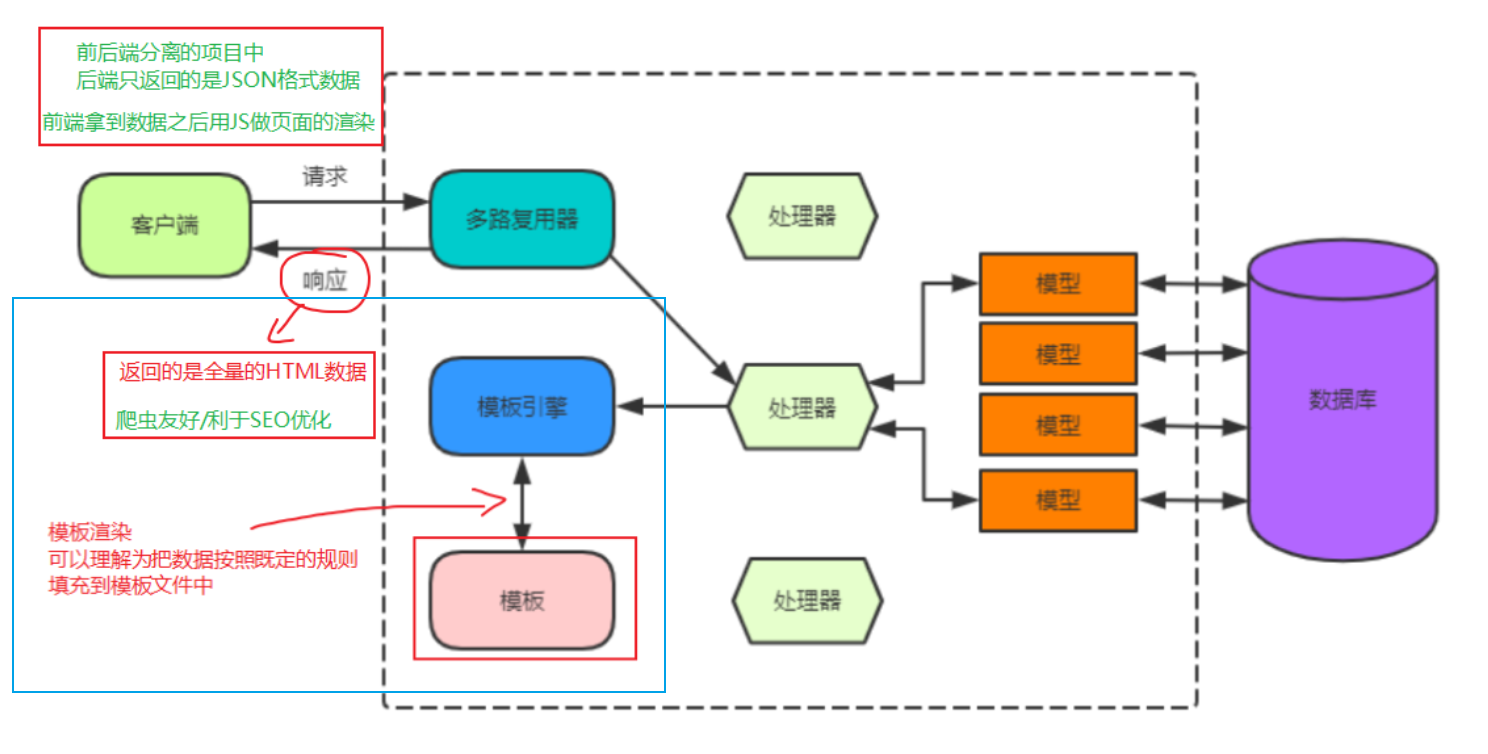 前后端分离的项目中
后端只返回的是JSON格式数据
前端拿到数据之后用JS做页面的渲染
请求
客户端
多路复用器
处理器
响应
模型
模型
模型
模型
数据库
返回的是全量的HTML数据
爬虫友好/利于SEO优化
模板引擎
处理器
模板渲染
可以理解为把数据按照既定的规则
填充到模板文件中
模板
处理器